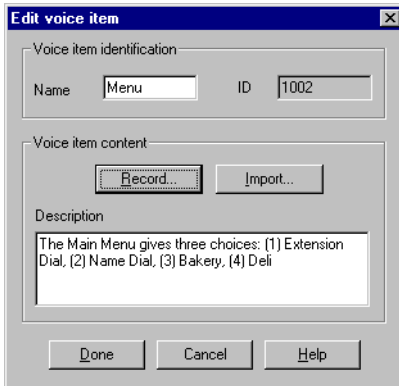 Edit voice item
Voice item identification
Name Menu ID 1002
Voice item content
Record... Import...
Description
The Main Menu gives three choices: (1) Extension
Dial, (2) Name Dial, (3) Bakery, (4) Deli
Done Cancel Help